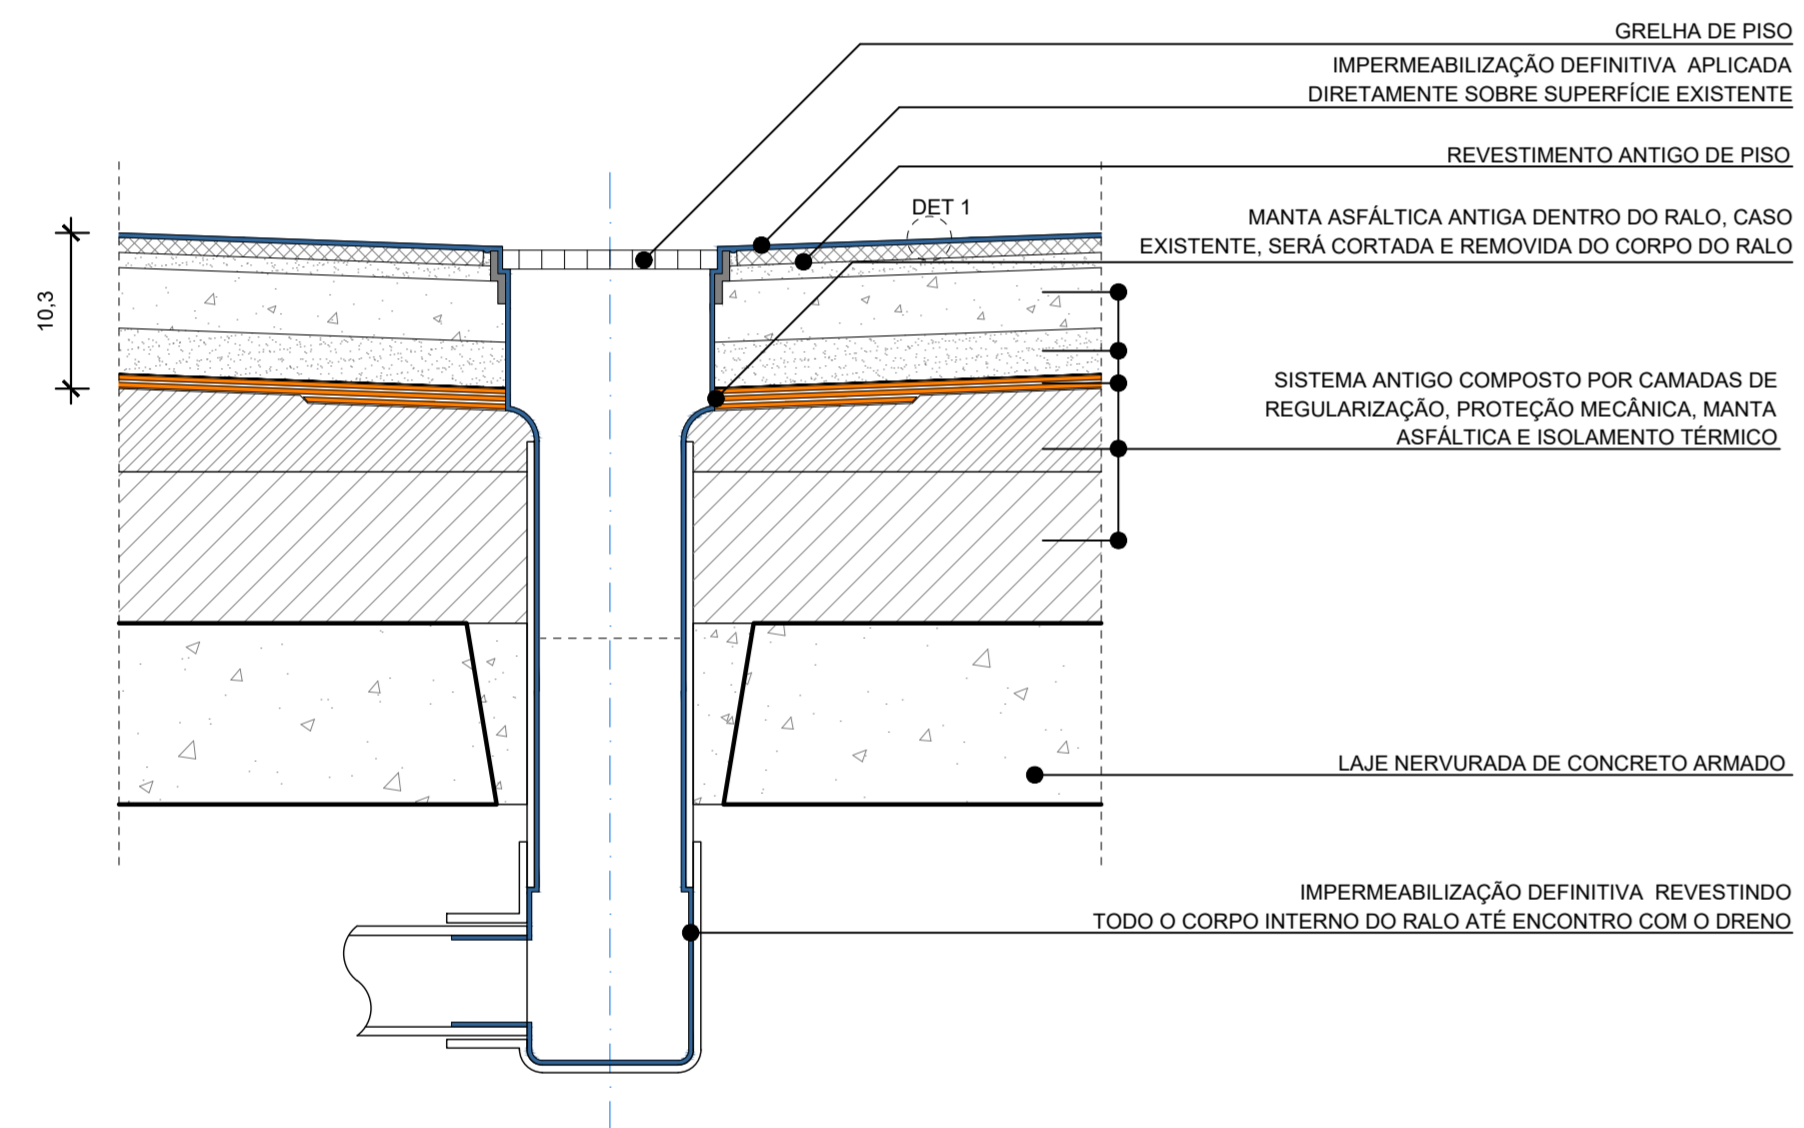 GRELHA DE PISO
IMPERMEABILIZAÇÃO DEFINITIVA  APLICADA
DIRETAMENTE SOBRE SUPERFÍCIE EXISTENTE
REVESTIMENTO ANTIGO DE PISO
DET 1
MANTA ASFÁLTICA ANTIGA DENTRO DO RALO, CASO
EXISTENTE, SERÁ CORTADA E REMOVIDA DO CORPO DO RALO
10,3
SISTEMA ANTIGO COMPOSTO POR CAMADAS DE
REGULARIZAÇÃO, PROTEÇÃO MECÂNICA, MANTA
ASFÁLTICA E ISOLAMENTO TÉRMICO
LAJE NERVURADA DE CONCRETO ARMADO
IMPERMEABILIZAÇÃO DEFINITIVA  REVESTINDO
TODO O CORPO INTERNO DO RALO ATÉ ENCONTRO COM O DRENO